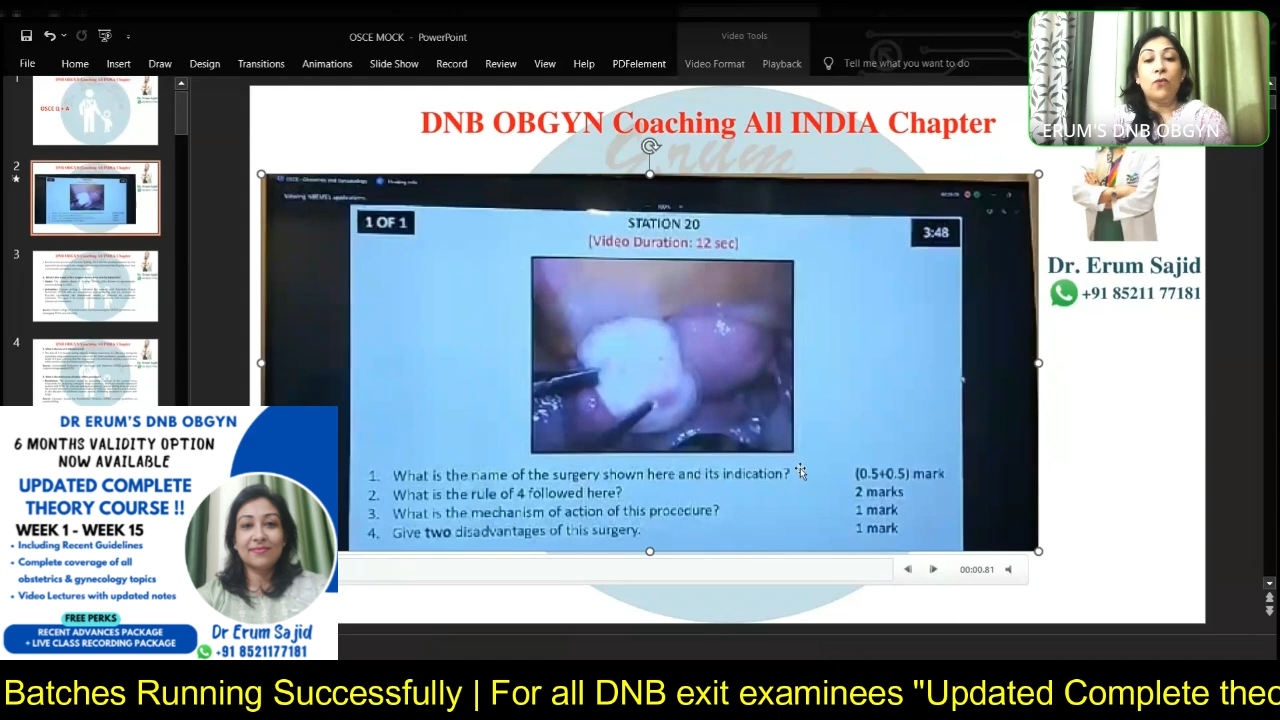 OSCE MOCK - PowerPoint
Video Tools
File Home Insert Draw Design Transitions Animations Slide Show Record Review View Help PDFelement Video Format Playback Tell me what you want to do
ERUM'S DNB OBGYN
DNB OBGYN Coaching All INDIA Chapter
1 OF 1
STATION 20
[Video Duration: 12 sec]
3:48
1. What is the name of the surgery shown here and its indication? (0.5+0.5) mark
2. What is the rule of 4 followed here? 2 marks
3. What is the mechanism of action of this procedure? 1 mark
4. Give two disadvantages of this surgery. 1 mark
Dr. Erum Sajid
+91 85211 77181
00:00.81
1
OSCE Q + A
2
3
4
DR ERUM'S DNB OBGYN
6 MONTHS VALIDITY OPTION
NOW AVAILABLE
UPDATED COMPLETE
THEORY COURSE !!
WEEK 1 - WEEK 15
• Including Recent Guidelines
• Complete coverage of all
obstetrics & gynecology topics
• Video Lectures with updated notes
FREE PERKS
RECENT ADVANCES PACKAGE
+ LIVE CLASS RECORDING PACKAGE
Dr Erum Sajid
+91 8521177181
Batches Running Successfully | For all DNB exit examinees "Updated Complete theo